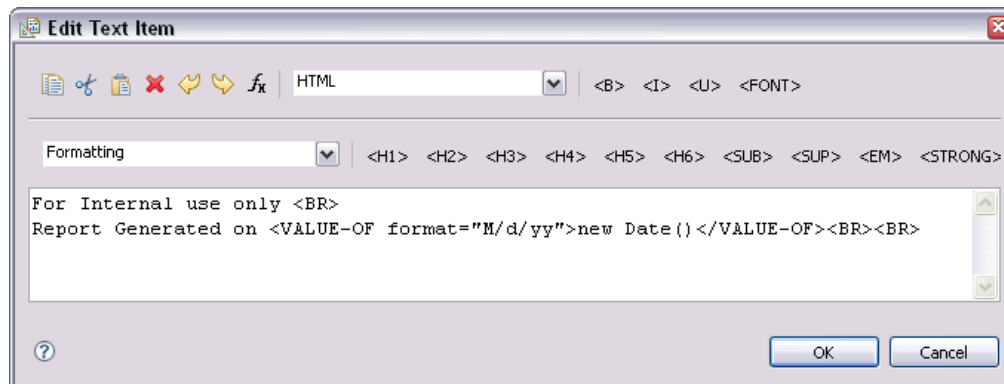 Edit Text Item
fx HTML <B> <I> <U> <FONT>
Formatting <H1> <H2> <H3> <H4> <H5> <H6> <SUB> <SUP> <EM> <STRONG>
For Internal use only <BR>
Report Generated on <VALUE-OF format="M/d/yy">new Date()</VALUE-OF><BR><BR>
? OK Cancel